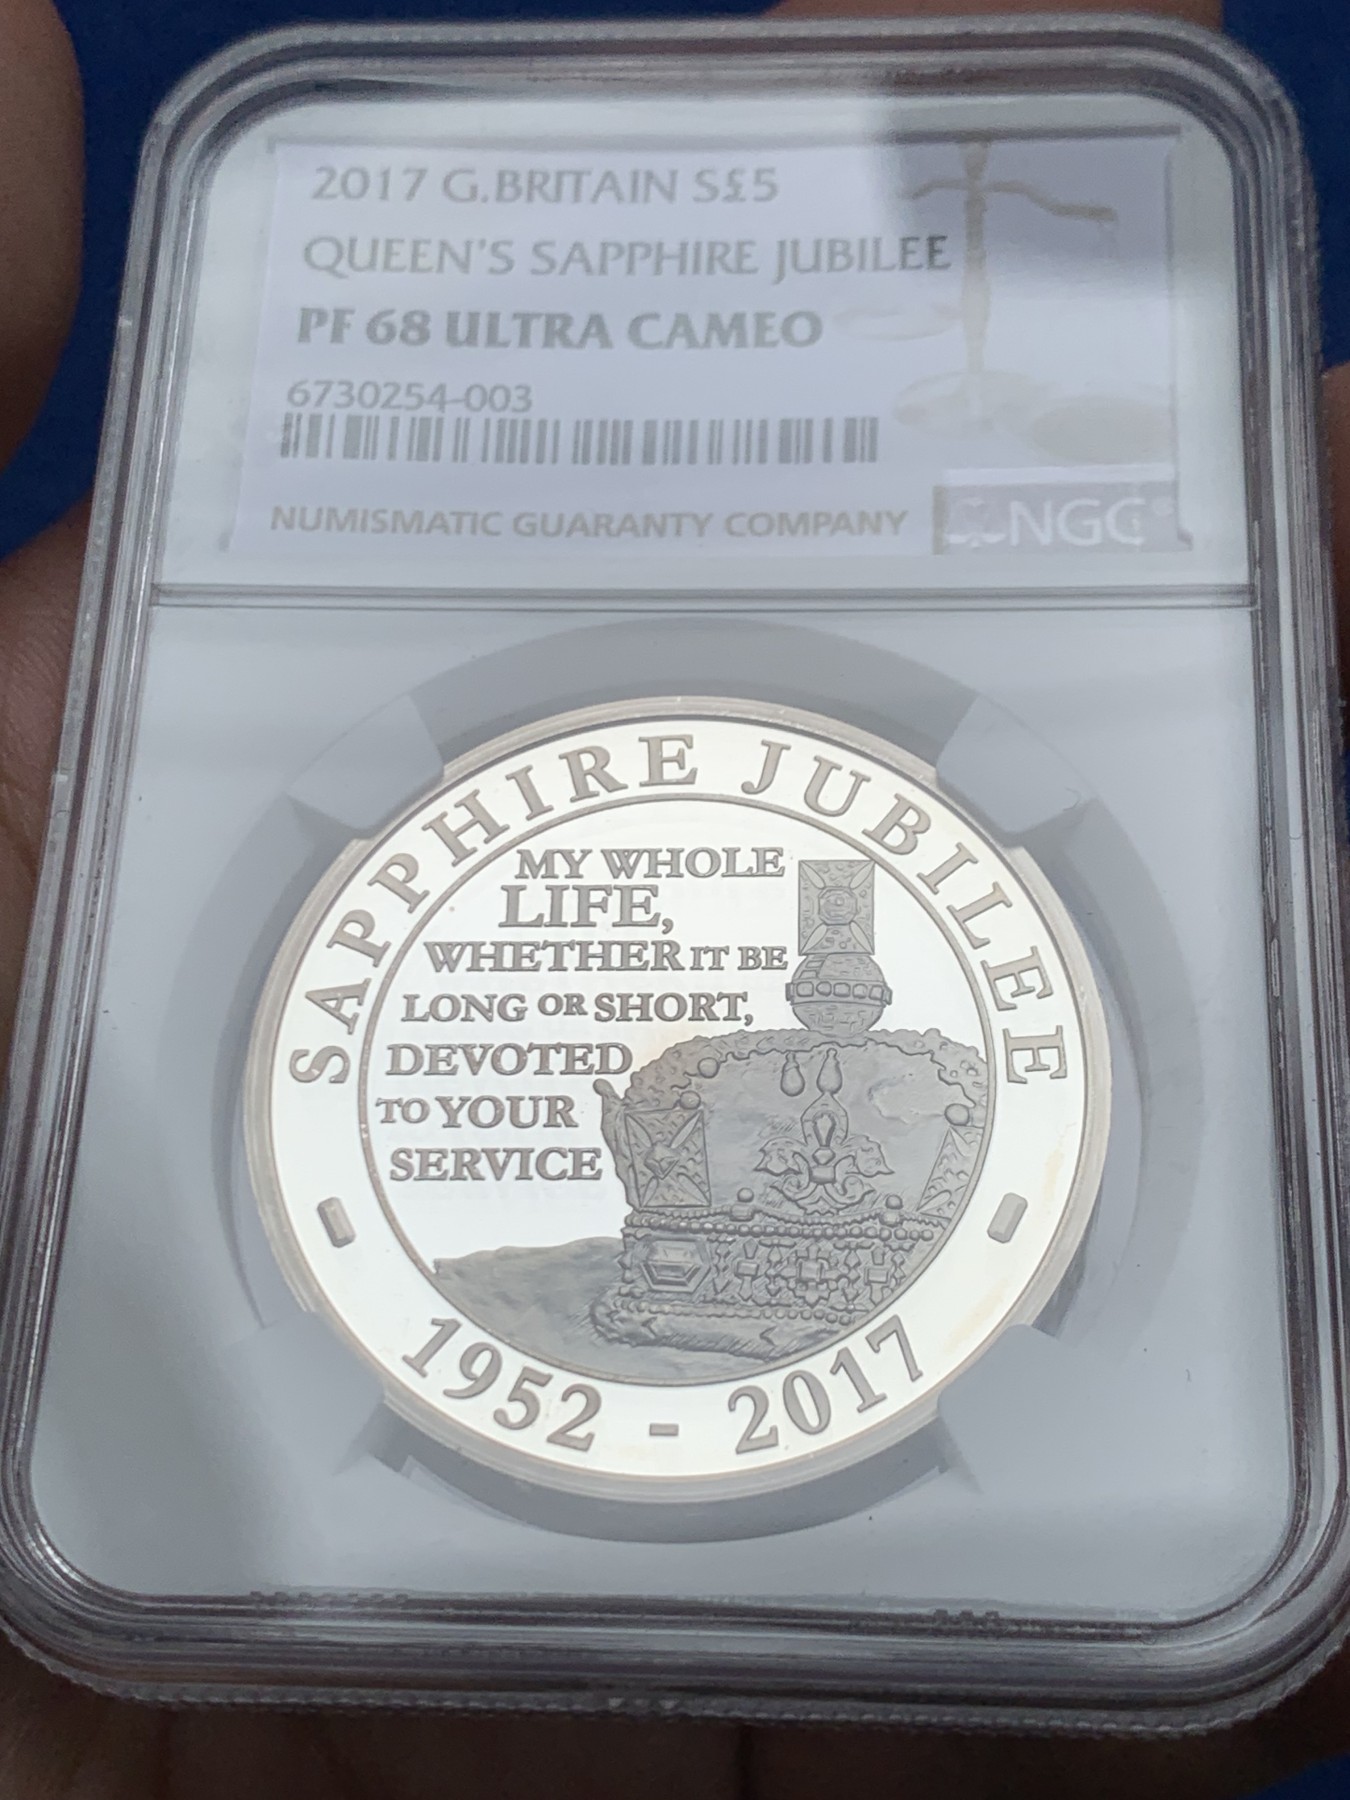 2017 G.BRITAIN S£5
QUEEN'S SAPPHIRE JUBILEE
PF 68 ULTRA CAMEO
6730254-003
NUMISMATIC GUARANTY COMPANY
NGC
SAPPHIRE JUBILEE
MY WHOLE
LIFE,
WHETHER IT BE
LONG OR SHORT,
DEVOTED
TO YOUR
SERVICE
1952 - 2017